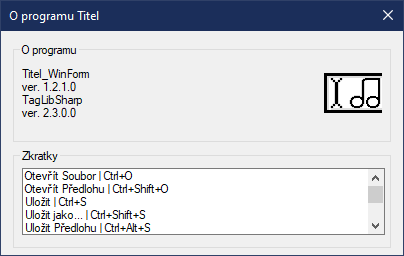 O programu Titel
O programu
Titel_WinForm
ver. 1.2.1.0
TagLibSharp
ver. 2.3.0.0
Zkratky
Otevřít Soubor | Ctrl+O
Otevřít Předlohu | Ctrl+Shift+O
Uložit | Ctrl+S
Uložit jako... | Ctrl+Shift+S
Uložit Předlohu | Ctrl+Alt+S